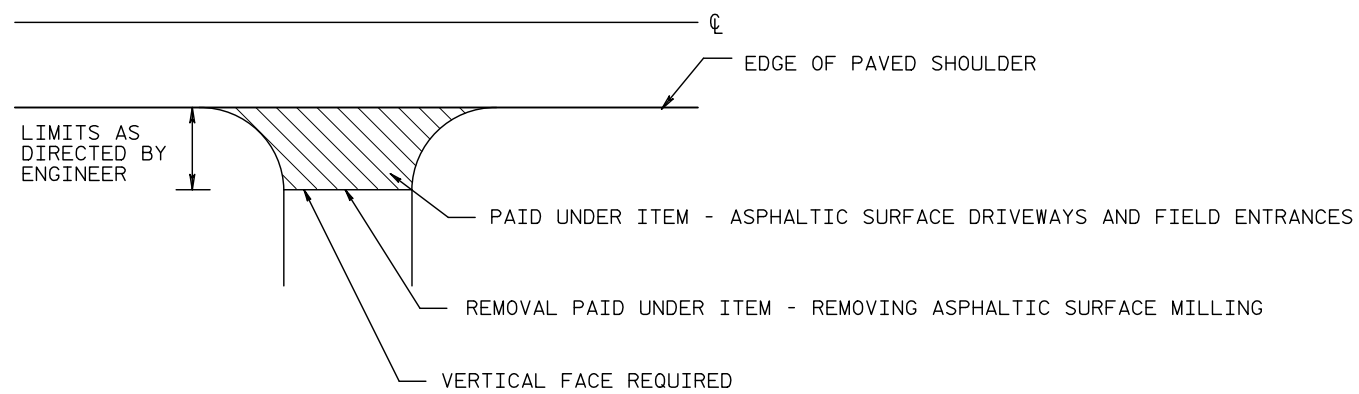 ℄
EDGE OF PAVED SHOULDER
LIMITS AS
DIRECTED BY
ENGINEER
PAID UNDER ITEM - ASPHALTIC SURFACE DRIVEWAYS AND FIELD ENTRANCES
REMOVAL PAID UNDER ITEM - REMOVING ASPHALTIC SURFACE MILLING
VERTICAL FACE REQUIRED